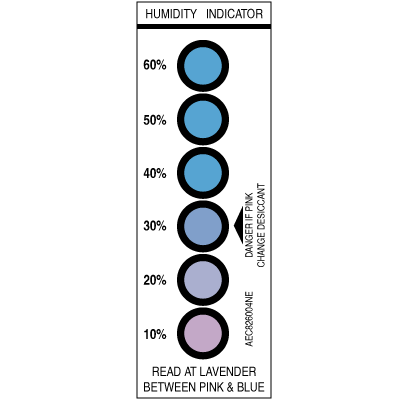 HUMIDITY INDICATOR
60%
50%
40%
30%
DANGER IF PINK
CHANGE DESICCANT
20%
10%
AEC826004NE
READ AT LAVENDER
BETWEEN PINK & BLUE